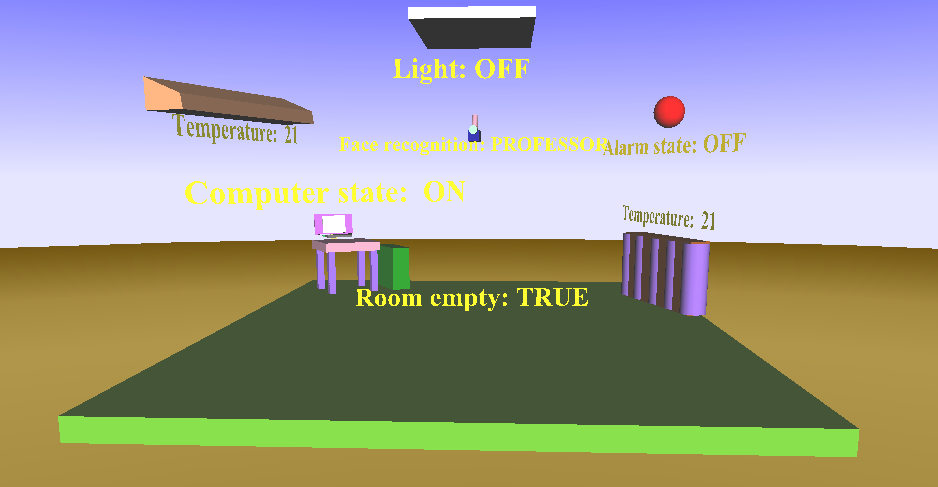 Light: OFF
Temperature: 21
Face recognition: PROFESSOR
Alarm state: OFF
Computer state: ON
Temperature: 21
Room empty: TRUE